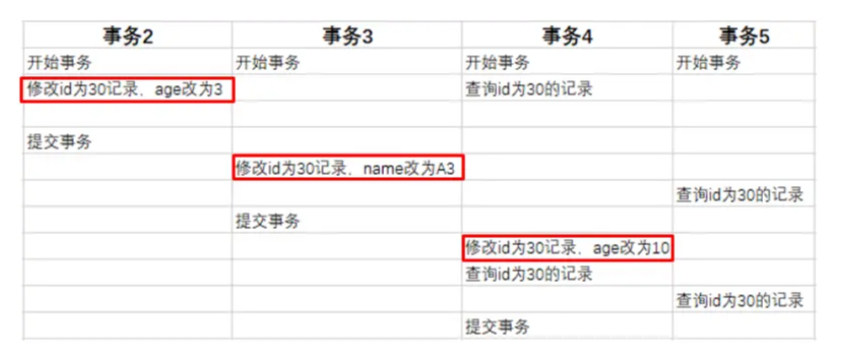 事务2 事务3 事务4 事务5
开始事务 开始事务 开始事务 开始事务
修改id为30记录，age改为3 查询id为30的记录
提交事务
修改id为30记录，name改为A3
查询id为30的记录
提交事务
修改id为30记录，age改为10
查询id为30的记录
查询id为30的记录
提交事务